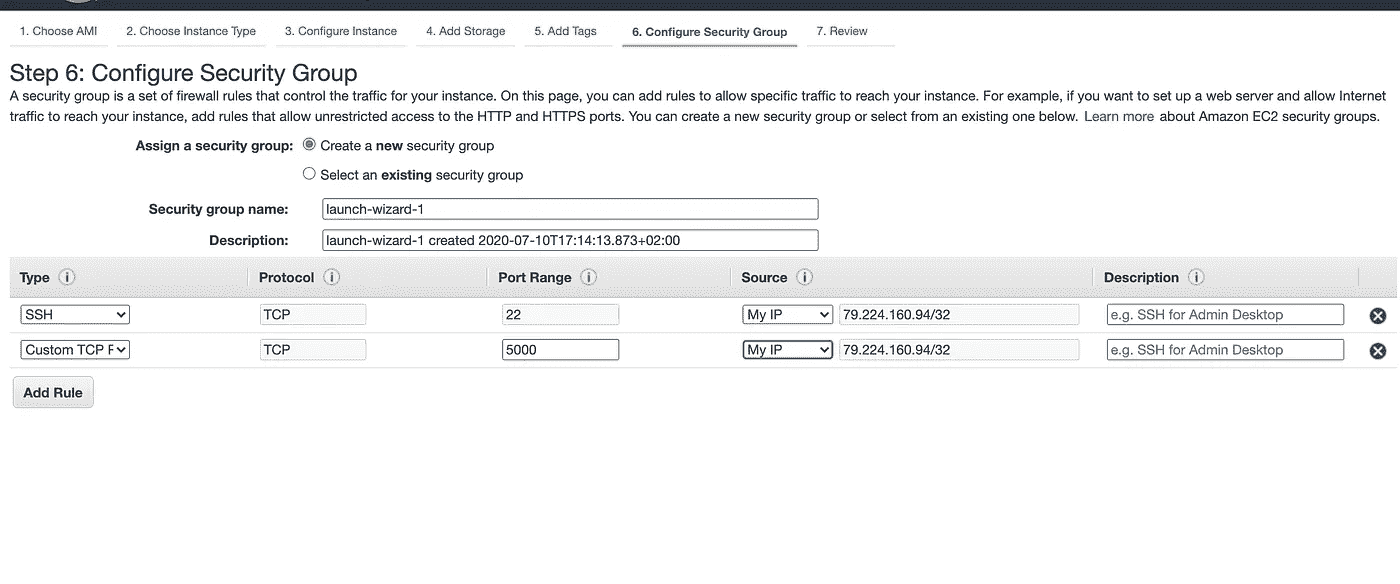 1. Choose AMI 2. Choose Instance Type 3. Configure Instance 4. Add Storage 5. Add Tags 6. Configure Security Group 7. Review
Step 6: Configure Security Group
A security group is a set of firewall rules that control the traffic for your instance. On this page, you can add rules to allow specific traffic to reach your instance. For example, if you want to set up a web server and allow Internet
traffic to reach your instance, add rules that allow unrestricted access to the HTTP and HTTPS ports. You can create a new security group or select from an existing one below. Learn more about Amazon EC2 security groups.
Assign a security group: Create a new security group
Select an existing security group
Security group name: launch-wizard-1
Description: launch-wizard-1 created 2020-07-10T17:14:13.873+02:00
Type i Protocol i Port Range i Source i Description i
SSH TCP 22 My IP 79.224.160.94/32 e.g. SSH for Admin Desktop
Custom TCP F TCP 5000 My IP 79.224.160.94/32 e.g. SSH for Admin Desktop
Add Rule